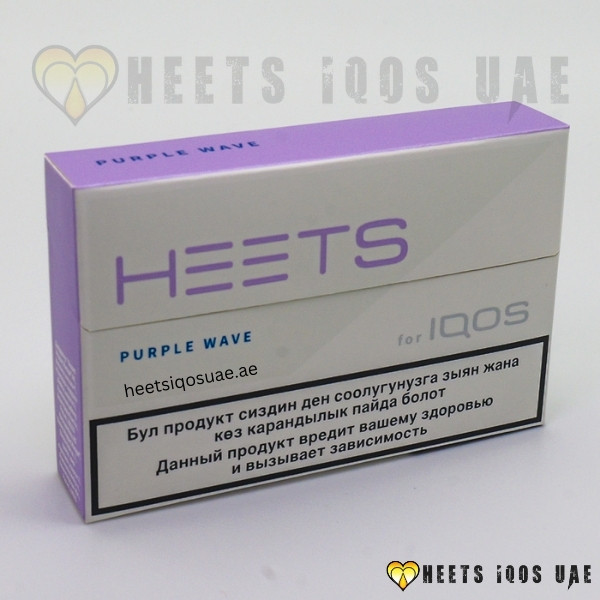 HEETS iQOS UAE
PURPLE WAVE
HEETS
for IQOS
PURPLE WAVE
heetsiqosuae.ae
Бул продукт сиздин ден соолугунузга зыян жана
көз карандылык пайда болот
Данный продукт вредит вашему здоровью
и вызывает зависимость
HEETS iQOS UAE